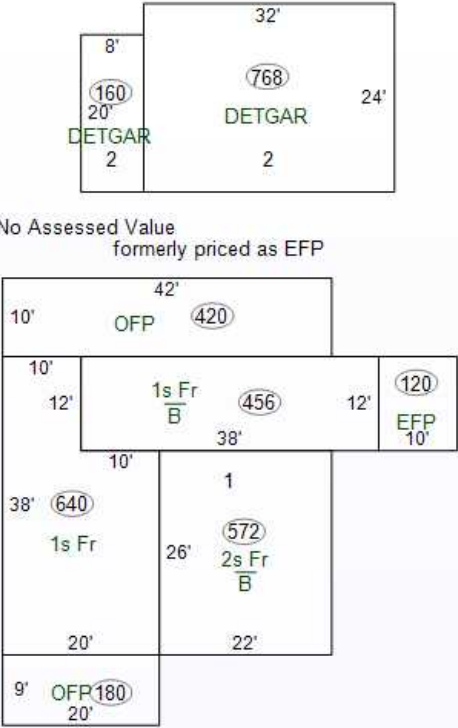 32'
8'
768
160
24'
20'
DETGAR
DETGAR
2
2
No Assessed Value
formerly priced as EFP
42'
10'
OFP
420
10'
120
1s Fr
B
456
12'
12'
EFP
38'
10'
10'
1
38'
640
572
1s Fr
26'
2s Fr
B
20'
22'
9'
OFP
180
20'